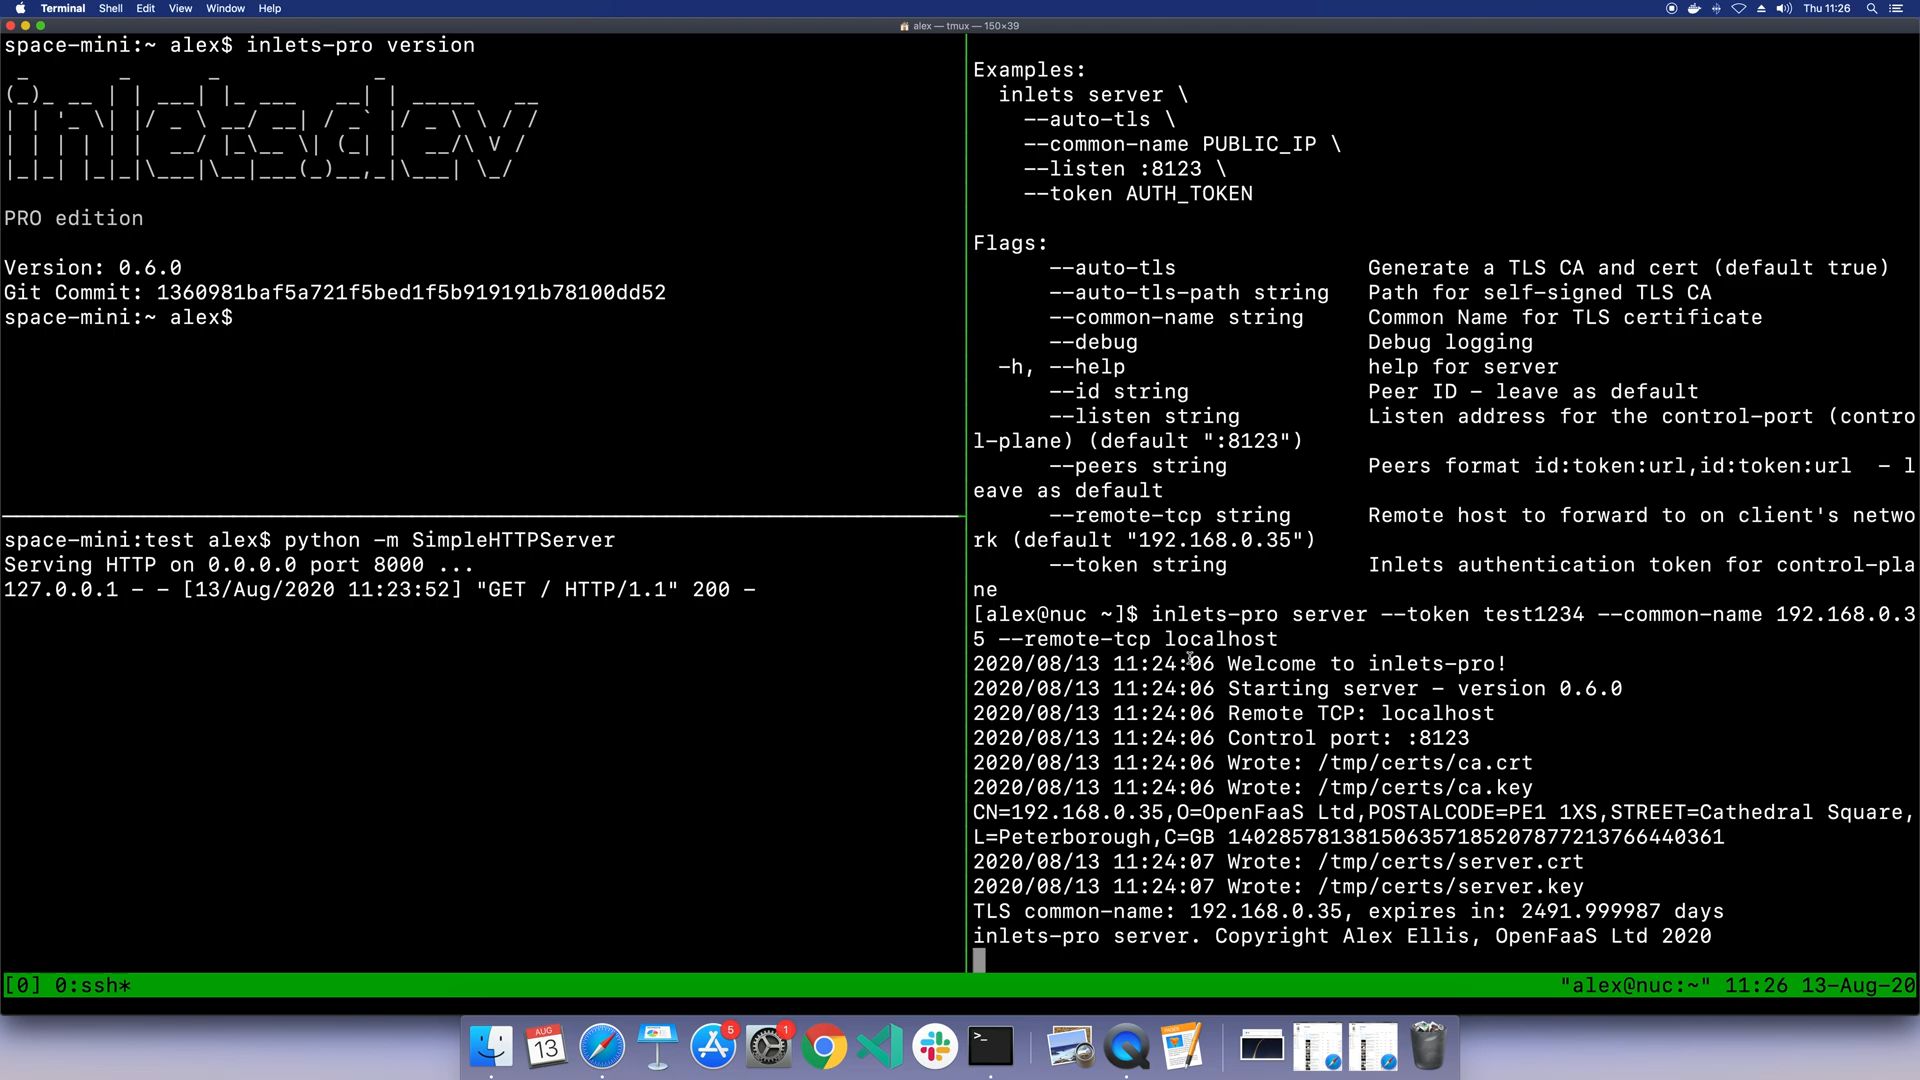 Terminal Shell Edit View Window Help
Thu 11:26
alex — tmux — 150×39
space-mini:~ alex$ inlets-pro version
inletsdev
PRO edition
Version: 0.6.0
Git Commit: 1360981baf5a721f5bed1f5b919191b78100dd52
space-mini:~ alex$
space-mini:test alex$ python -m SimpleHTTPServer
Serving HTTP on 0.0.0.0 port 8000 ...
127.0.0.1 - - [13/Aug/2020 11:23:52] "GET / HTTP/1.1" 200 -
Examples:
inlets server \
--auto-tls \
--common-name PUBLIC_IP \
--listen :8123 \
--token AUTH_TOKEN
Flags:
--auto-tls Generate a TLS CA and cert (default true)
--auto-tls-path string Path for self-signed TLS CA
--common-name string Common Name for TLS certificate
--debug Debug logging
-h, --help help for server
--id string Peer ID - leave as default
--listen string Listen address for the control-port (contro
l-plane) (default ":8123")
--peers string Peers format id:token:url,id:token:url - l
eave as default
--remote-tcp string Remote host to forward to on client's netwo
rk (default "192.168.0.35")
--token string Inlets authentication token for control-pla
ne
[alex@nuc ~]$ inlets-pro server --token test1234 --common-name 192.168.0.3
5 --remote-tcp localhost
2020/08/13 11:24:06 Welcome to inlets-pro!
2020/08/13 11:24:06 Starting server - version 0.6.0
2020/08/13 11:24:06 Remote TCP: localhost
2020/08/13 11:24:06 Control port: :8123
2020/08/13 11:24:06 Wrote: /tmp/certs/ca.crt
2020/08/13 11:24:06 Wrote: /tmp/certs/ca.key
CN=192.168.0.35,O=OpenFaaS Ltd,POSTALCODE=PE1 1XS,STREET=Cathedral Square,
L=Peterborough,C=GB 140285781381506357185207877213766440361
2020/08/13 11:24:07 Wrote: /tmp/certs/server.crt
2020/08/13 11:24:07 Wrote: /tmp/certs/server.key
TLS common-name: 192.168.0.35, expires in: 2491.999987 days
inlets-pro server. Copyright Alex Ellis, OpenFaaS Ltd 2020
[0] 0:ssh*
"alex@nuc:~" 11:26 13-Aug-20
AUG
13
5
1